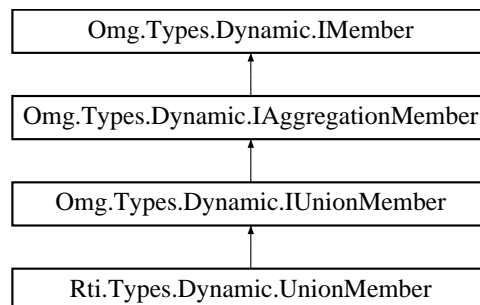 Omg.Types.Dynamic.IMember
Omg.Types.Dynamic.IAggregationMember
Omg.Types.Dynamic.IUnionMember
Rti.Types.Dynamic.UnionMember